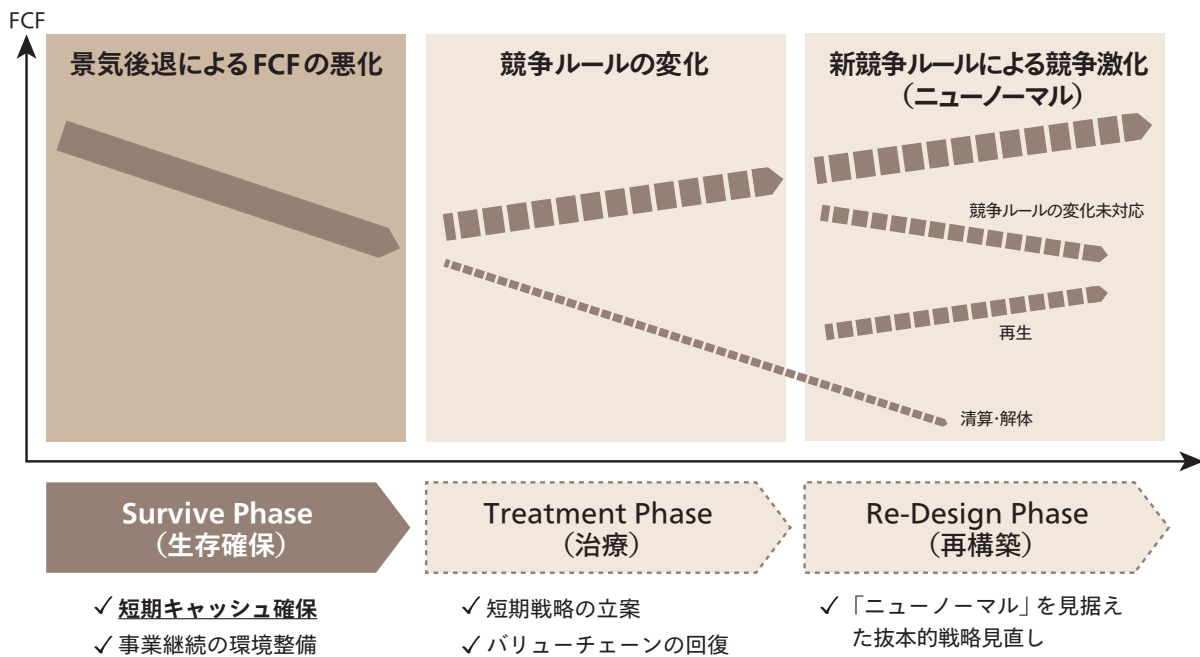 FCF
景気後退によるFCFの悪化
競争ルールの変化
新競争ルールによる競争激化
（ニューノーマル）
競争ルールの変化未対応
再生
清算・解体
Survive Phase
（生存確保）
Treatment Phase
（治療）
Re-Design Phase
（再構築）
✓ 短期キャッシュ確保
✓ 事業継続の環境整備
✓ 短期戦略の立案
✓ バリューチェーンの回復
✓ 「ニューノーマル」を見据え
た抜本的戦略見直し